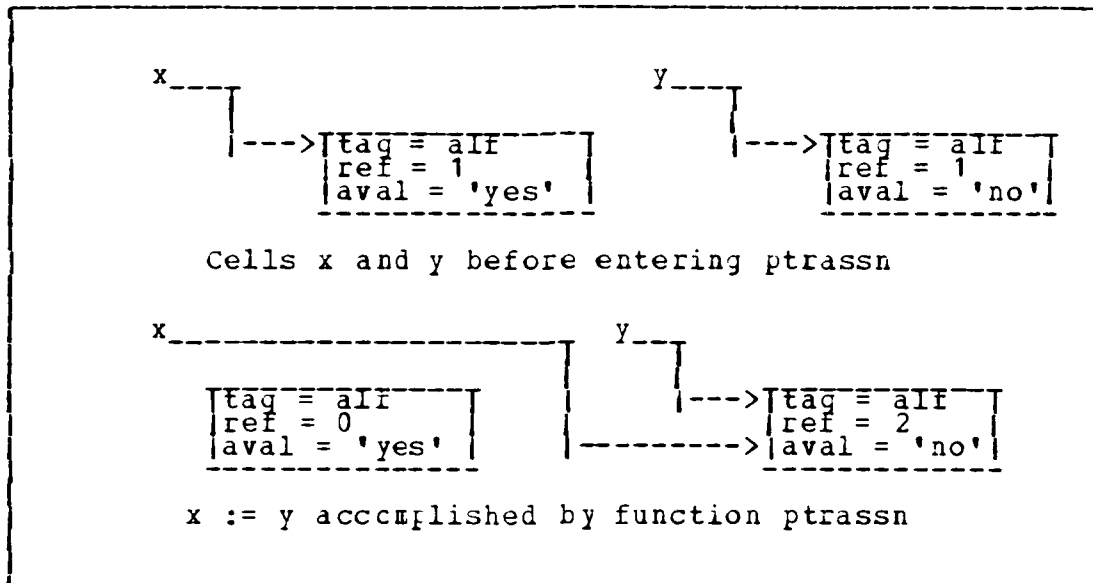 x y
tag = alf tag = alf
ref = 1 ref = 1
aval = 'yes' aval = 'no'
Cells x and y before entering ptrassn
x y
tag = alf tag = alf
ref = 0 ref = 2
aval = 'yes' aval = 'no'
x := y accomplished by function ptrassn